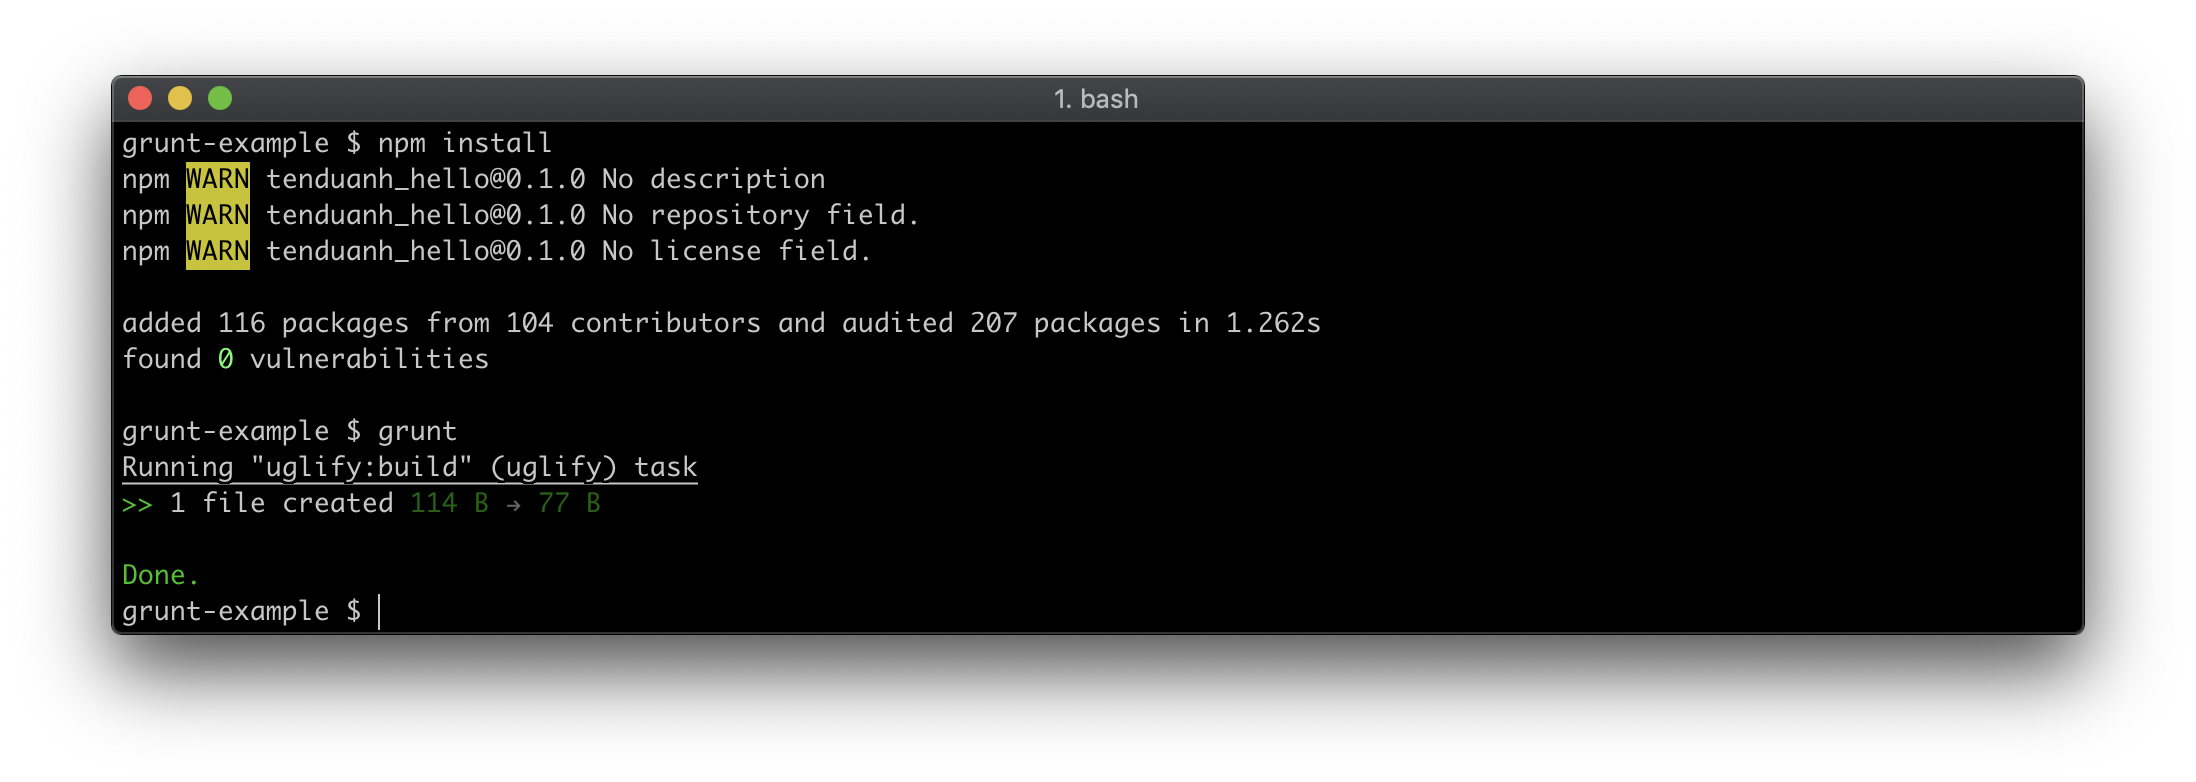 1. bash
grunt-example $ npm install
npm WARN tenduanh_hello@0.1.0 No description
npm WARN tenduanh_hello@0.1.0 No repository field.
npm WARN tenduanh_hello@0.1.0 No license field.
added 116 packages from 104 contributors and audited 207 packages in 1.262s
found 0 vulnerabilities
grunt-example $ grunt
Running "uglify:build" (uglify) task
>> 1 file created 114 B → 77 B
Done.
grunt-example $